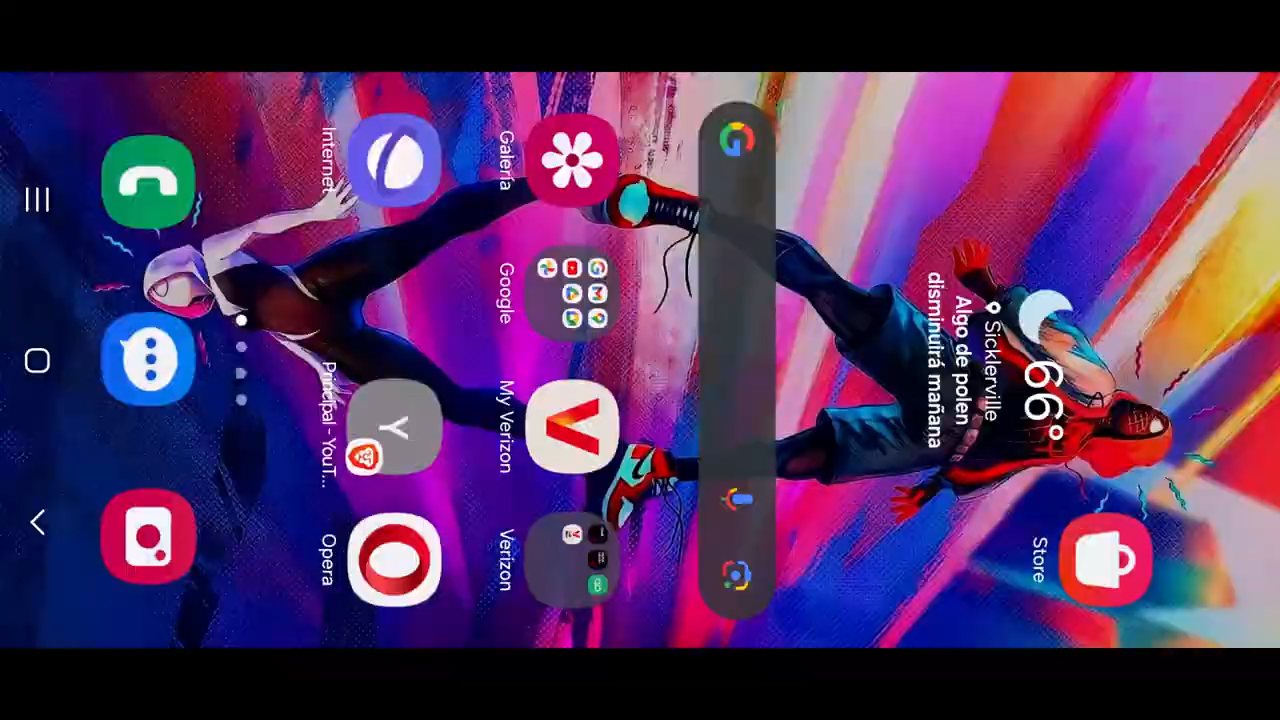 66°
Sicklerville
Algo de polen
disminuirá mañana
Store
Galería
Google
My Verizon
Verizon
Internet
Y
Principal - YouT...
Opera